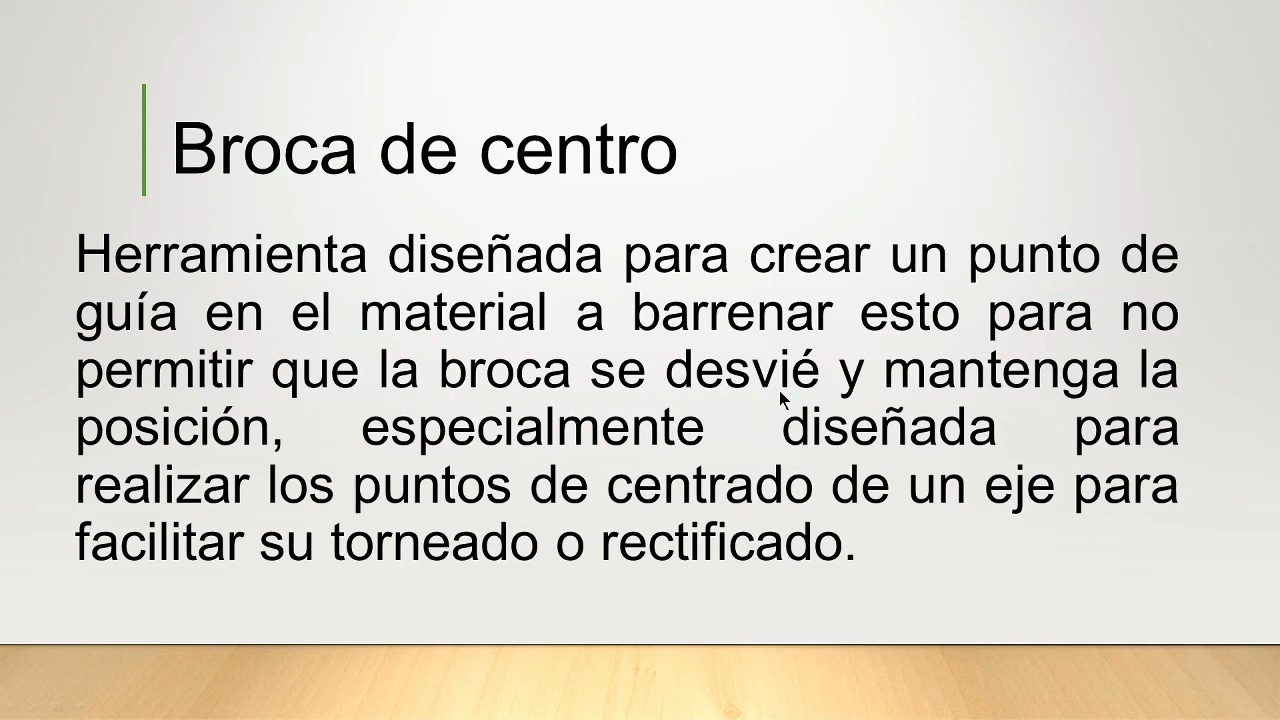 Broca de centro
Herramienta diseñada para crear un punto de
guía en el material a barrenar esto para no
permitir que la broca se desvié y mantenga la
posición, especialmente diseñada para
realizar los puntos de centrado de un eje para
facilitar su torneado o rectificado.